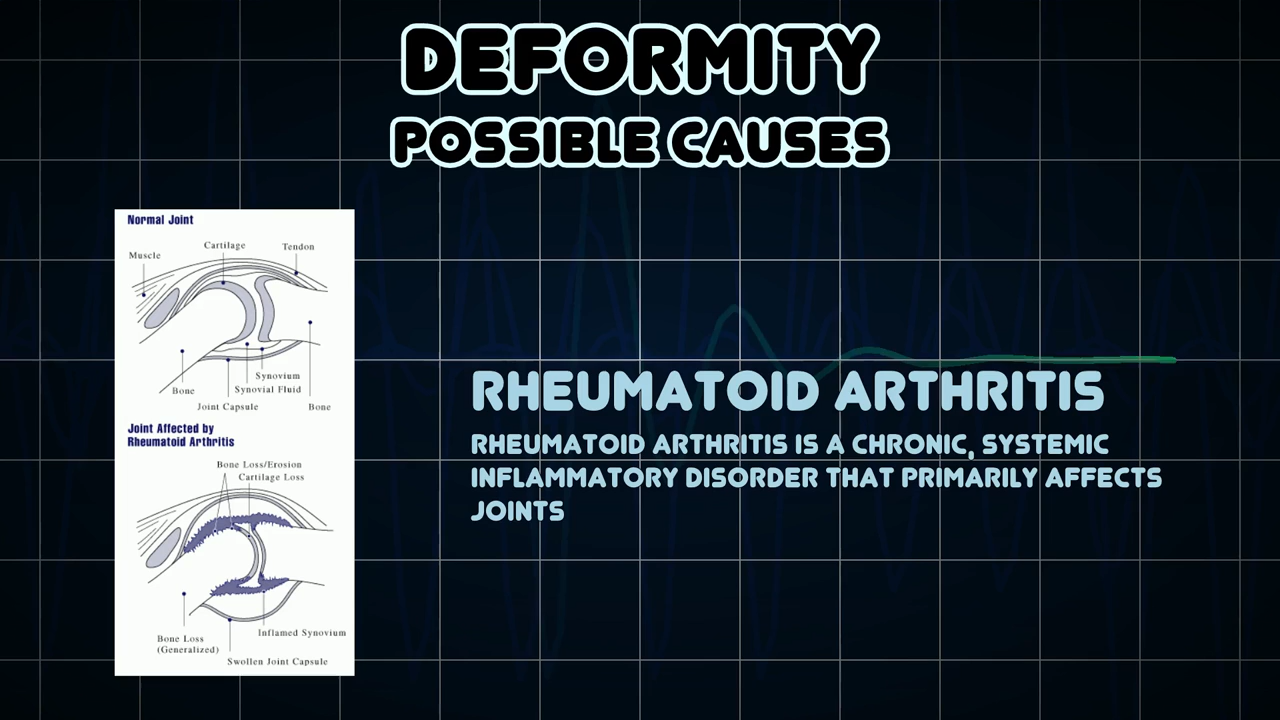 DEFORMITY
POSSIBLE CAUSES
Normal Joint
Cartilage
Tendon
Muscle
Synovium
Bone
Synovial Fluid
Joint Capsule
Bone
Joint Affected by
Rheumatoid Arthritis
Bone Loss/Erosion
Cartilage Loss
Inflamed Synovium
Bone Loss
(Generalized)
Swollen Joint Capsule
RHEUMATOID ARTHRITIS
RHEUMATOID ARTHRITIS IS A CHRONIC, SYSTEMIC
INFLAMMATORY DISORDER THAT PRIMARILY AFFECTS
JOINTS